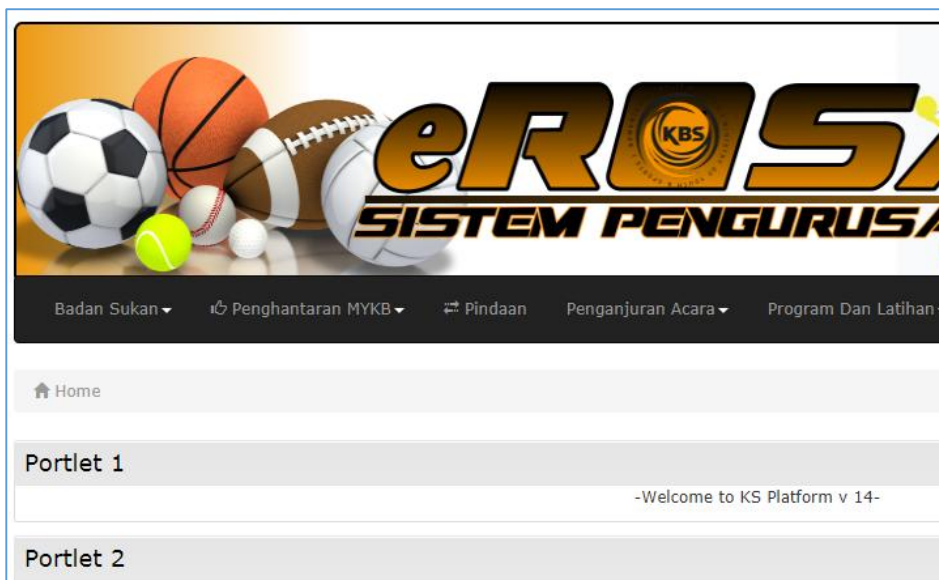 eROS
KBS
SISTEM PENGURUSA
Badan Sukan Penghantaran MYKB Pindaan Penganjuran Acara Program Dan Latihan
Home
Portlet 1
-Welcome to KS Platform v 14-
Portlet 2